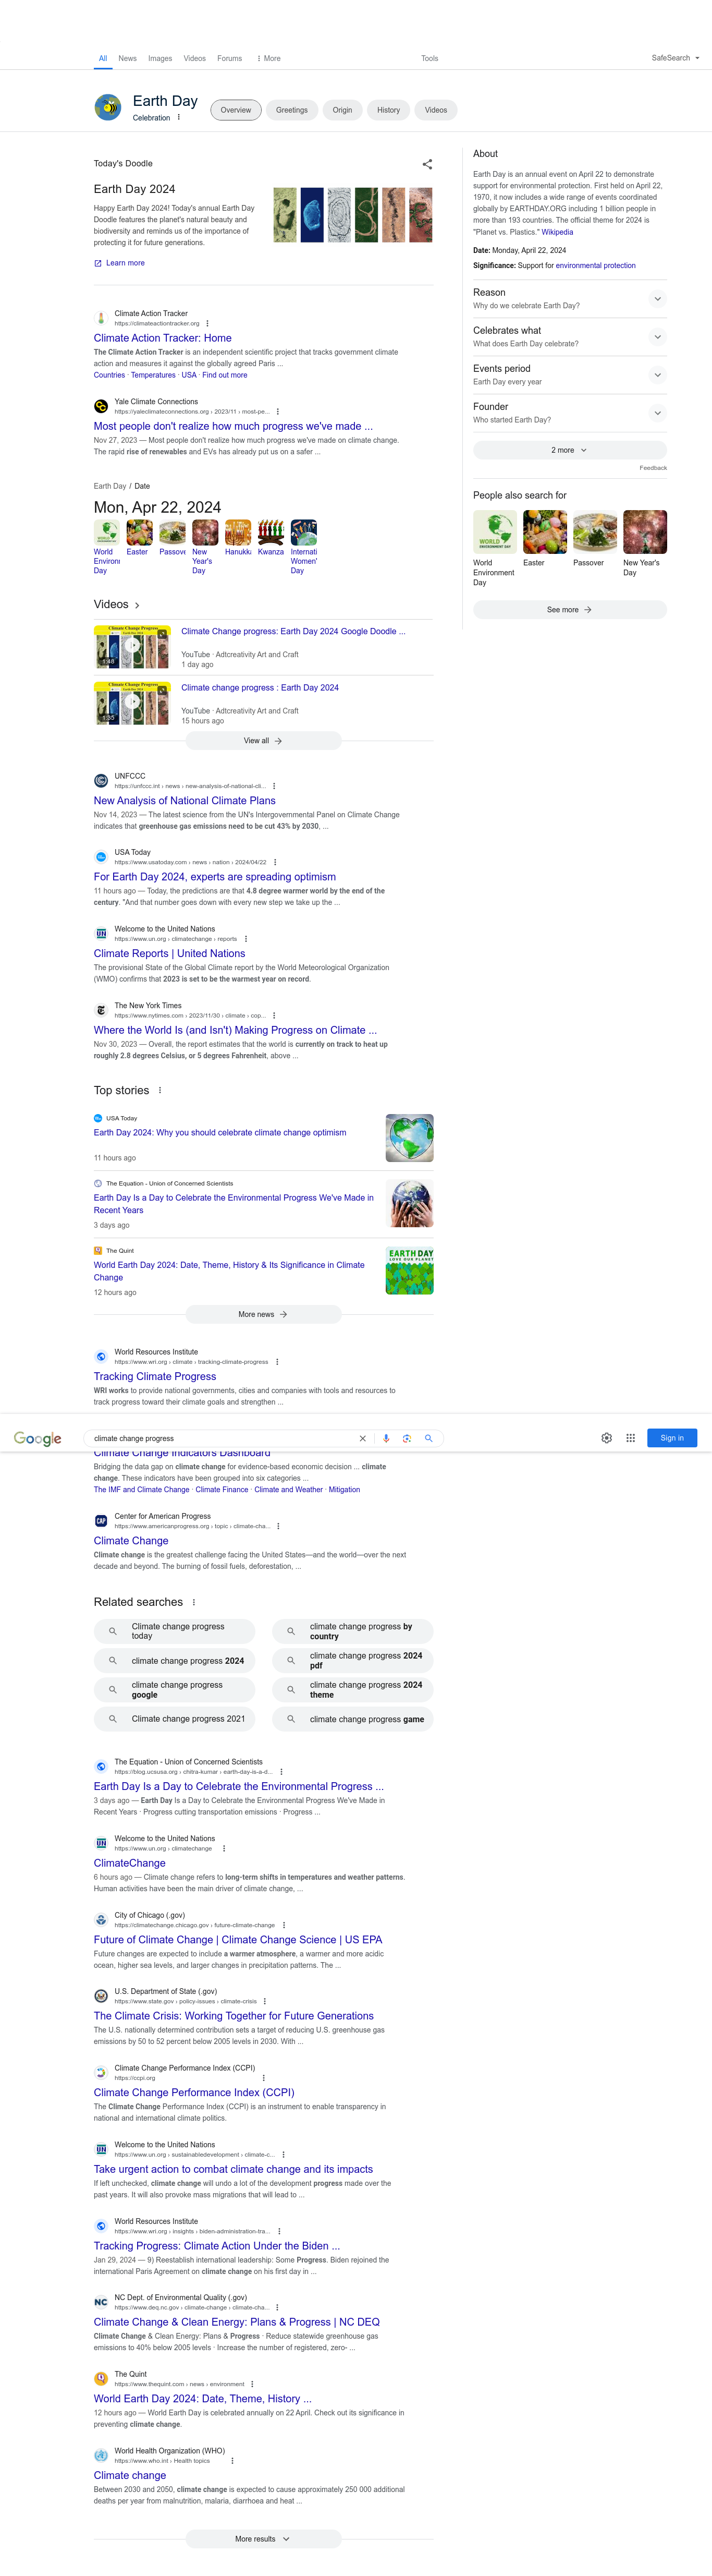 All News Images Videos Forums More Tools SafeSearch
Earth Day
Celebration
Overview Greetings Origin History Videos
Today's Doodle
Earth Day 2024
Happy Earth Day 2024! Today's annual Earth Day
Doodle features the planet's natural beauty and
biodiversity and reminds us of the importance of
protecting it for future generations.
Learn more
Climate Action Tracker
https://climateactiontracker.org
Climate Action Tracker: Home
The Climate Action Tracker is an independent scientific project that tracks government climate
action and measures it against the globally agreed Paris ...
Countries · Temperatures · USA · Find out more
Yale Climate Connections
https://yaleclimateconnections.org › 2023/11 › most-pe...
Most people don't realize how much progress we've made ...
Nov 27, 2023 — Most people don't realize how much progress we've made on climate change.
The rapid rise of renewables and EVs has already put us on a safer ...
Earth Day / Date
Mon, Apr 22, 2024
World
Environ
Day
Easter
Passove
New
Year's
Day
Hanukk
Kwanza
Internati
Women'
Day
Videos
Climate Change progress
1:48
Climate Change progress: Earth Day 2024 Google Doodle ...
YouTube · Adtcreativity Art and Craft
1 day ago
Climate Change progress
1:35
Climate change progress : Earth Day 2024
YouTube · Adtcreativity Art and Craft
15 hours ago
View all
UNFCCC
https://unfccc.int › news › new-analysis-of-national-cli...
New Analysis of National Climate Plans
Nov 14, 2023 — The latest science from the UN's Intergovernmental Panel on Climate Change
indicates that greenhouse gas emissions need to be cut 43% by 2030, ...
USA Today
https://www.usatoday.com › news › nation › 2024/04/22
For Earth Day 2024, experts are spreading optimism
11 hours ago — Today, the predictions are that 4.8 degree warmer world by the end of the
century. "And that number goes down with every new step we take up the ...
Welcome to the United Nations
https://www.un.org › climatechange › reports
Climate Reports | United Nations
The provisional State of the Global Climate report by the World Meteorological Organization
(WMO) confirms that 2023 is set to be the warmest year on record.
The New York Times
https://www.nytimes.com › 2023/11/30 › climate › cop...
Where the World Is (and Isn't) Making Progress on Climate ...
Nov 30, 2023 — Overall, the report estimates that the world is currently on track to heat up
roughly 2.8 degrees Celsius, or 5 degrees Fahrenheit, above ...
Top stories
USA Today
Earth Day 2024: Why you should celebrate climate change optimism
11 hours ago
The Equation - Union of Concerned Scientists
Earth Day Is a Day to Celebrate the Environmental Progress We've Made in
Recent Years
3 days ago
The Quint
World Earth Day 2024: Date, Theme, History & Its Significance in Climate
Change
12 hours ago
EARTH DAY
LOVE OUR PLANET
More news
World Resources Institute
https://www.wri.org › climate › tracking-climate-progress
Tracking Climate Progress
WRI works to provide national governments, cities and companies with tools and resources to
track progress toward their climate goals and strengthen ...
Google
climate change progress
Sign in
Climate Change Indicators Dashboard
Bridging the data gap on climate change for evidence-based economic decision ... climate
change. These indicators have been grouped into six categories ...
The IMF and Climate Change · Climate Finance · Climate and Weather · Mitigation
CAP
Center for American Progress
https://www.americanprogress.org › topic › climate-cha...
Climate Change
Climate change is the greatest challenge facing the United States—and the world—over the next
decade and beyond. The burning of fossil fuels, deforestation, ...
Related searches
Climate change progress
today
climate change progress by
country
climate change progress 2024
climate change progress 2024
pdf
climate change progress
google
climate change progress 2024
theme
Climate change progress 2021
climate change progress game
The Equation - Union of Concerned Scientists
https://blog.ucsusa.org › chitra-kumar › earth-day-is-a-d...
Earth Day Is a Day to Celebrate the Environmental Progress ...
3 days ago — Earth Day Is a Day to Celebrate the Environmental Progress We've Made in
Recent Years · Progress cutting transportation emissions · Progress ...
Welcome to the United Nations
https://www.un.org › climatechange
ClimateChange
6 hours ago — Climate change refers to long-term shifts in temperatures and weather patterns.
Human activities have been the main driver of climate change, ...
City of Chicago (.gov)
https://climatechange.chicago.gov › future-climate-change
Future of Climate Change | Climate Change Science | US EPA
Future changes are expected to include a warmer atmosphere, a warmer and more acidic
ocean, higher sea levels, and larger changes in precipitation patterns. The ...
U.S. Department of State (.gov)
https://www.state.gov › policy-issues › climate-crisis
The Climate Crisis: Working Together for Future Generations
The U.S. nationally determined contribution sets a target of reducing U.S. greenhouse gas
emissions by 50 to 52 percent below 2005 levels in 2030. With ...
Climate Change Performance Index (CCPI)
https://ccpi.org
Climate Change Performance Index (CCPI)
The Climate Change Performance Index (CCPI) is an instrument to enable transparency in
national and international climate politics.
Welcome to the United Nations
https://www.un.org › sustainabledevelopment › climate-c...
Take urgent action to combat climate change and its impacts
If left unchecked, climate change will undo a lot of the development progress made over the
past years. It will also provoke mass migrations that will lead to ...
World Resources Institute
https://www.wri.org › insights › biden-administration-tra...
Tracking Progress: Climate Action Under the Biden ...
Jan 29, 2024 — 9) Reestablish international leadership: Some Progress. Biden rejoined the
international Paris Agreement on climate change on his first day in ...
NC
NC Dept. of Environmental Quality (.gov)
https://www.deq.nc.gov › climate-change › climate-cha...
Climate Change & Clean Energy: Plans & Progress | NC DEQ
Climate Change & Clean Energy: Plans & Progress · Reduce statewide greenhouse gas
emissions to 40% below 2005 levels · Increase the number of registered, zero- ...
The Quint
https://www.thequint.com › news › environment
World Earth Day 2024: Date, Theme, History ...
12 hours ago — World Earth Day is celebrated annually on 22 April. Check out its significance in
preventing climate change.
World Health Organization (WHO)
https://www.who.int › Health topics
Climate change
Between 2030 and 2050, climate change is expected to cause approximately 250 000 additional
deaths per year from malnutrition, malaria, diarrhoea and heat ...
More results
About
Earth Day is an annual event on April 22 to demonstrate
support for environmental protection. First held on April 22,
1970, it now includes a wide range of events coordinated
globally by EARTHDAY.ORG including 1 billion people in
more than 193 countries. The official theme for 2024 is
"Planet vs. Plastics." Wikipedia
Date: Monday, April 22, 2024
Significance: Support for environmental protection
Reason
Why do we celebrate Earth Day?
Celebrates what
What does Earth Day celebrate?
Events period
Earth Day every year
Founder
Who started Earth Day?
2 more
Feedback
People also search for
WORLD
World
Environment
Day
Easter
Passover
New Year's
Day
See more